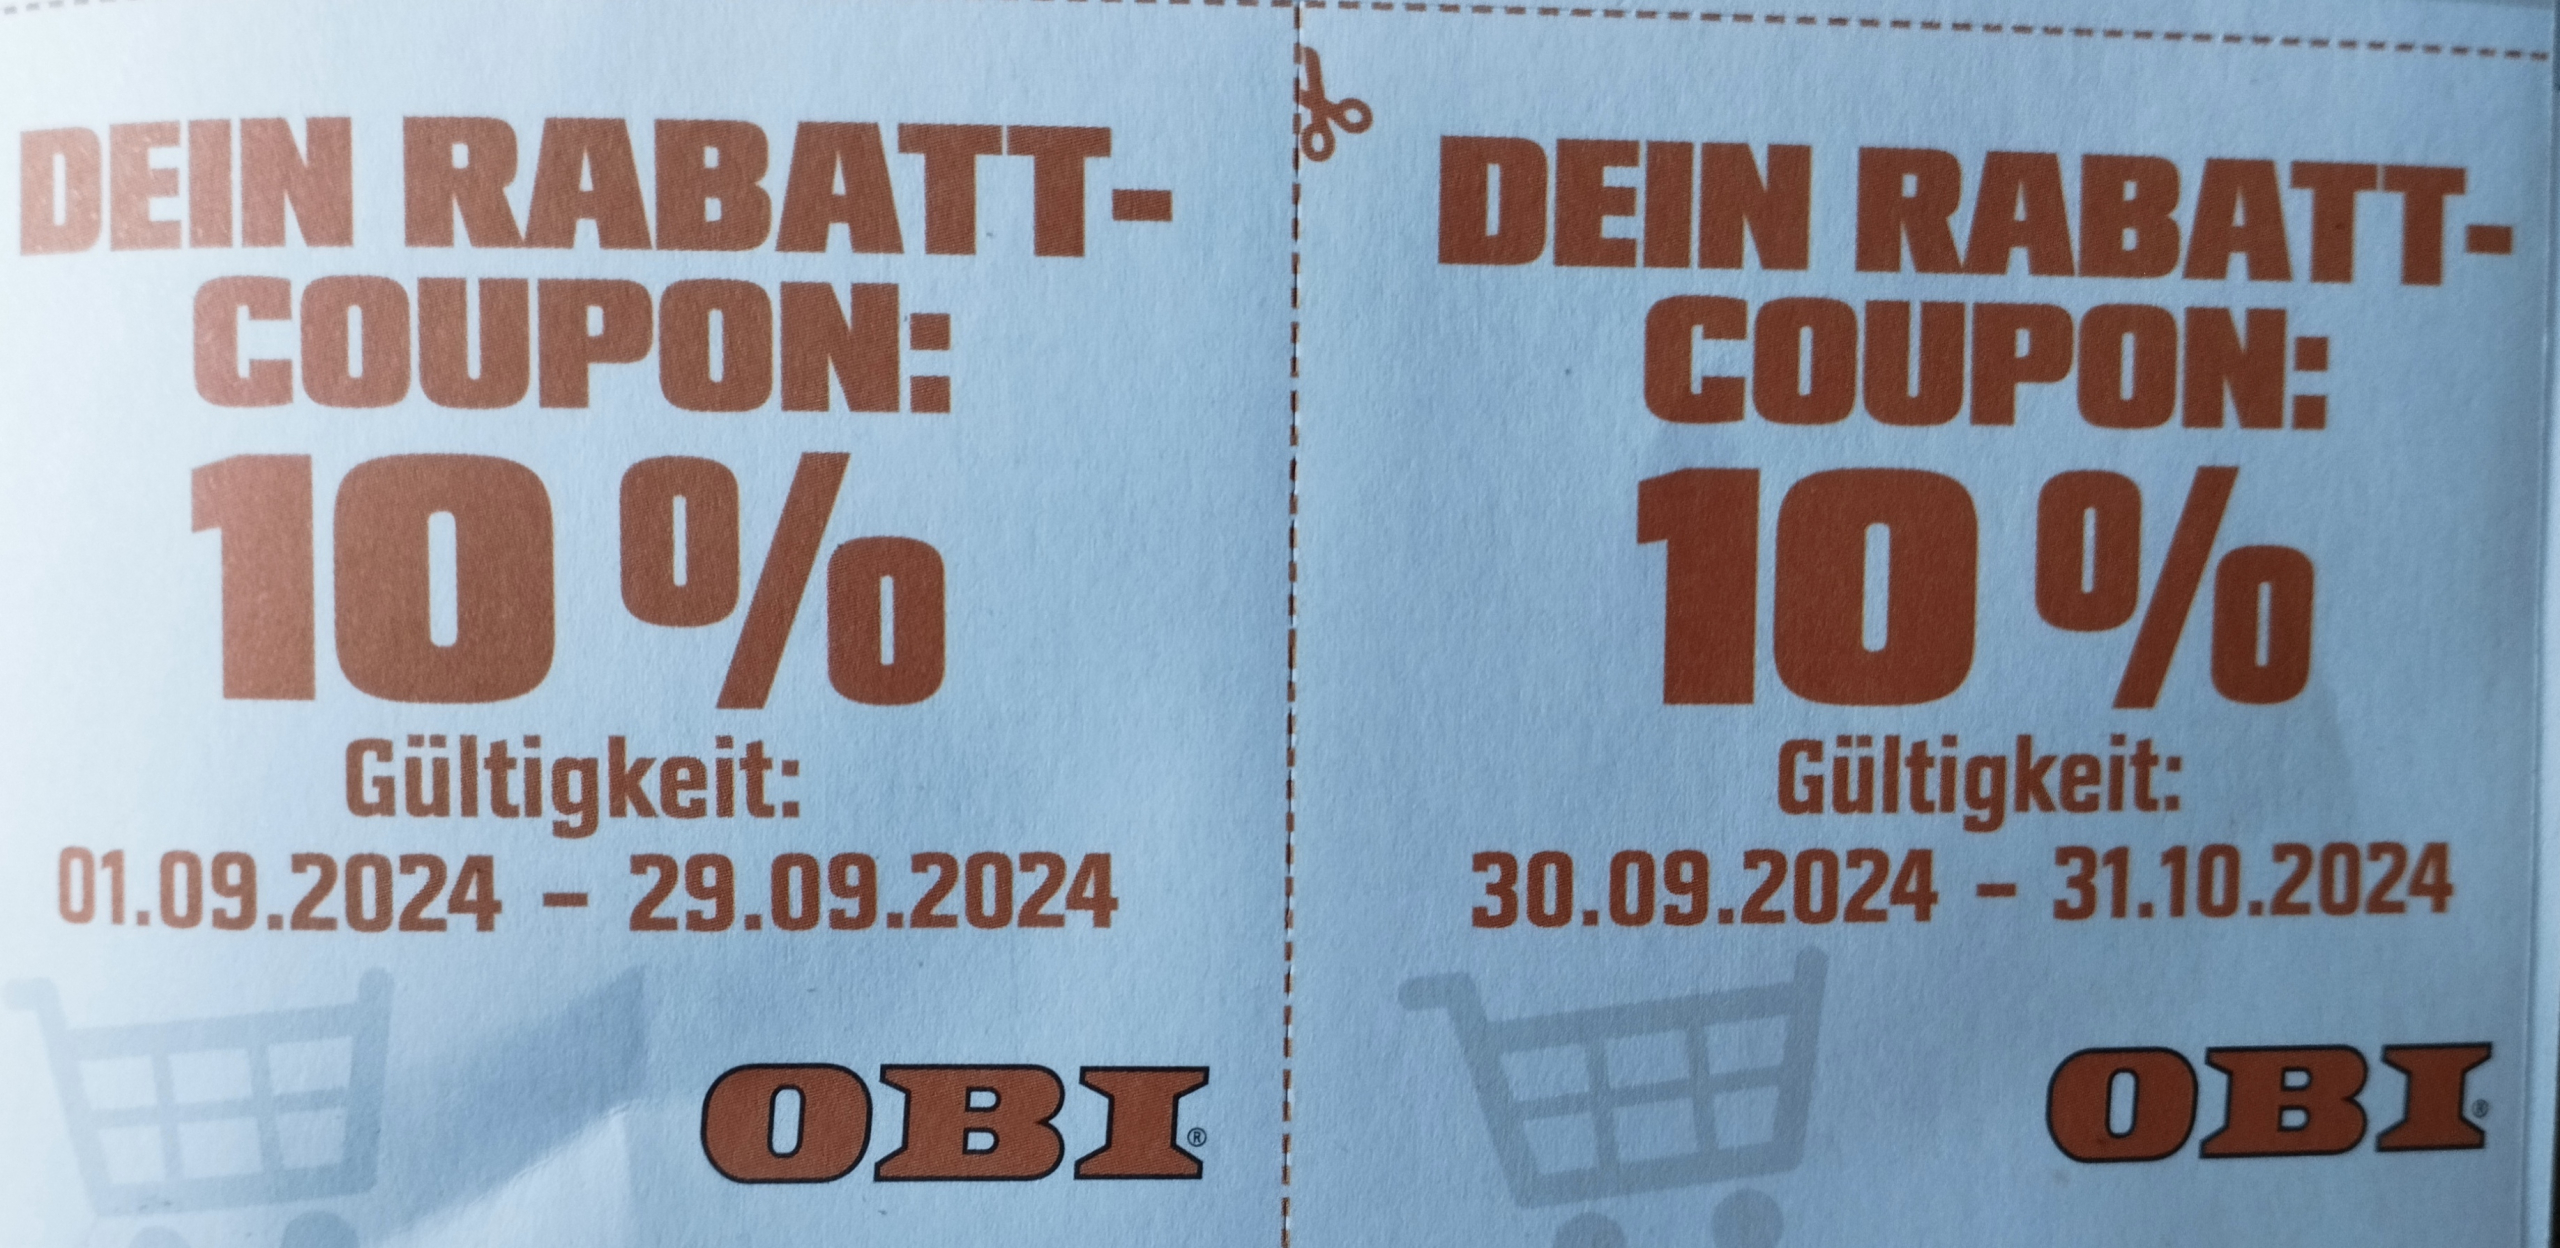 DEIN RABATT-
COUPON:
10 %
Gültigkeit:
01.09.2024 – 29.09.2024
OBI®
DEIN RABATT-
COUPON:
10 %
Gültigkeit:
30.09.2024 – 31.10.2024
OBI®